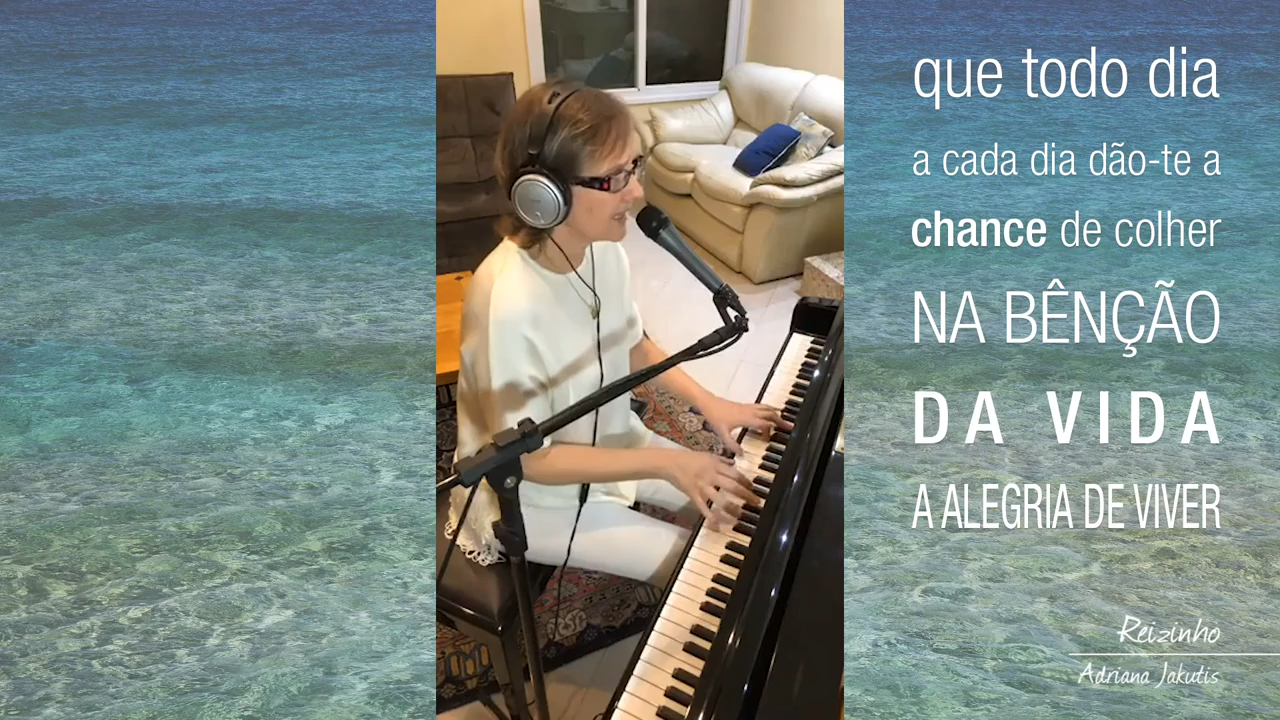 que todo dia
a cada dia dão-te a
chance de colher
NA BÊNÇÃO
DA VIDA
A ALEGRIA DE VIVER
Reizinho
Adriana Jakutis